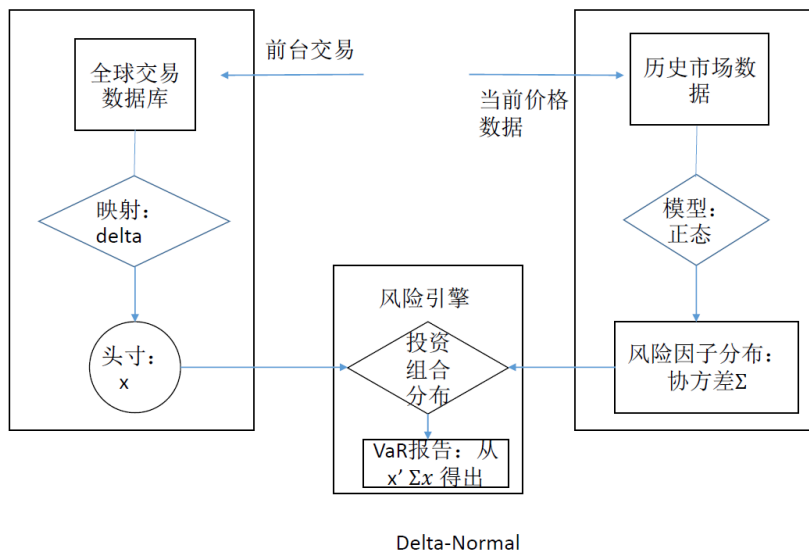 全球交易
数据库
前台交易
当前价格
数据
历史市场数
据
映射：
delta
模型：
正态
头寸：
x
风险引擎
投资
组合
分布
风险因子分布：
协方差Σ
VaR报告：从
x' Σx 得出
Delta-Normal